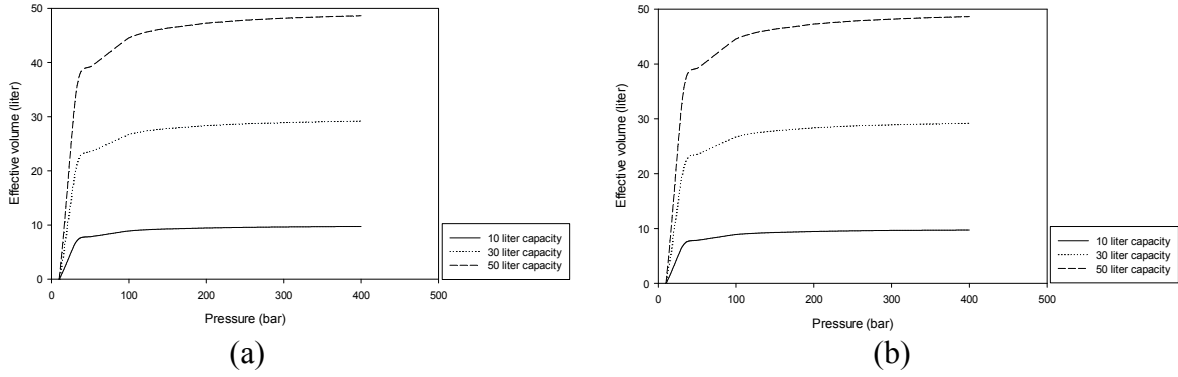 50
40
30
20
10
0
Effective volume (liter)
0 100 200 300 400 500
Pressure (bar)
10 liter capacity
30 liter capacity
50 liter capacity
(a)
50
40
30
20
10
0
Effective volume (liter)
0 100 200 300 400 500
Pressure (bar)
10 liter capacity
30 liter capacity
50 liter capacity
(b)